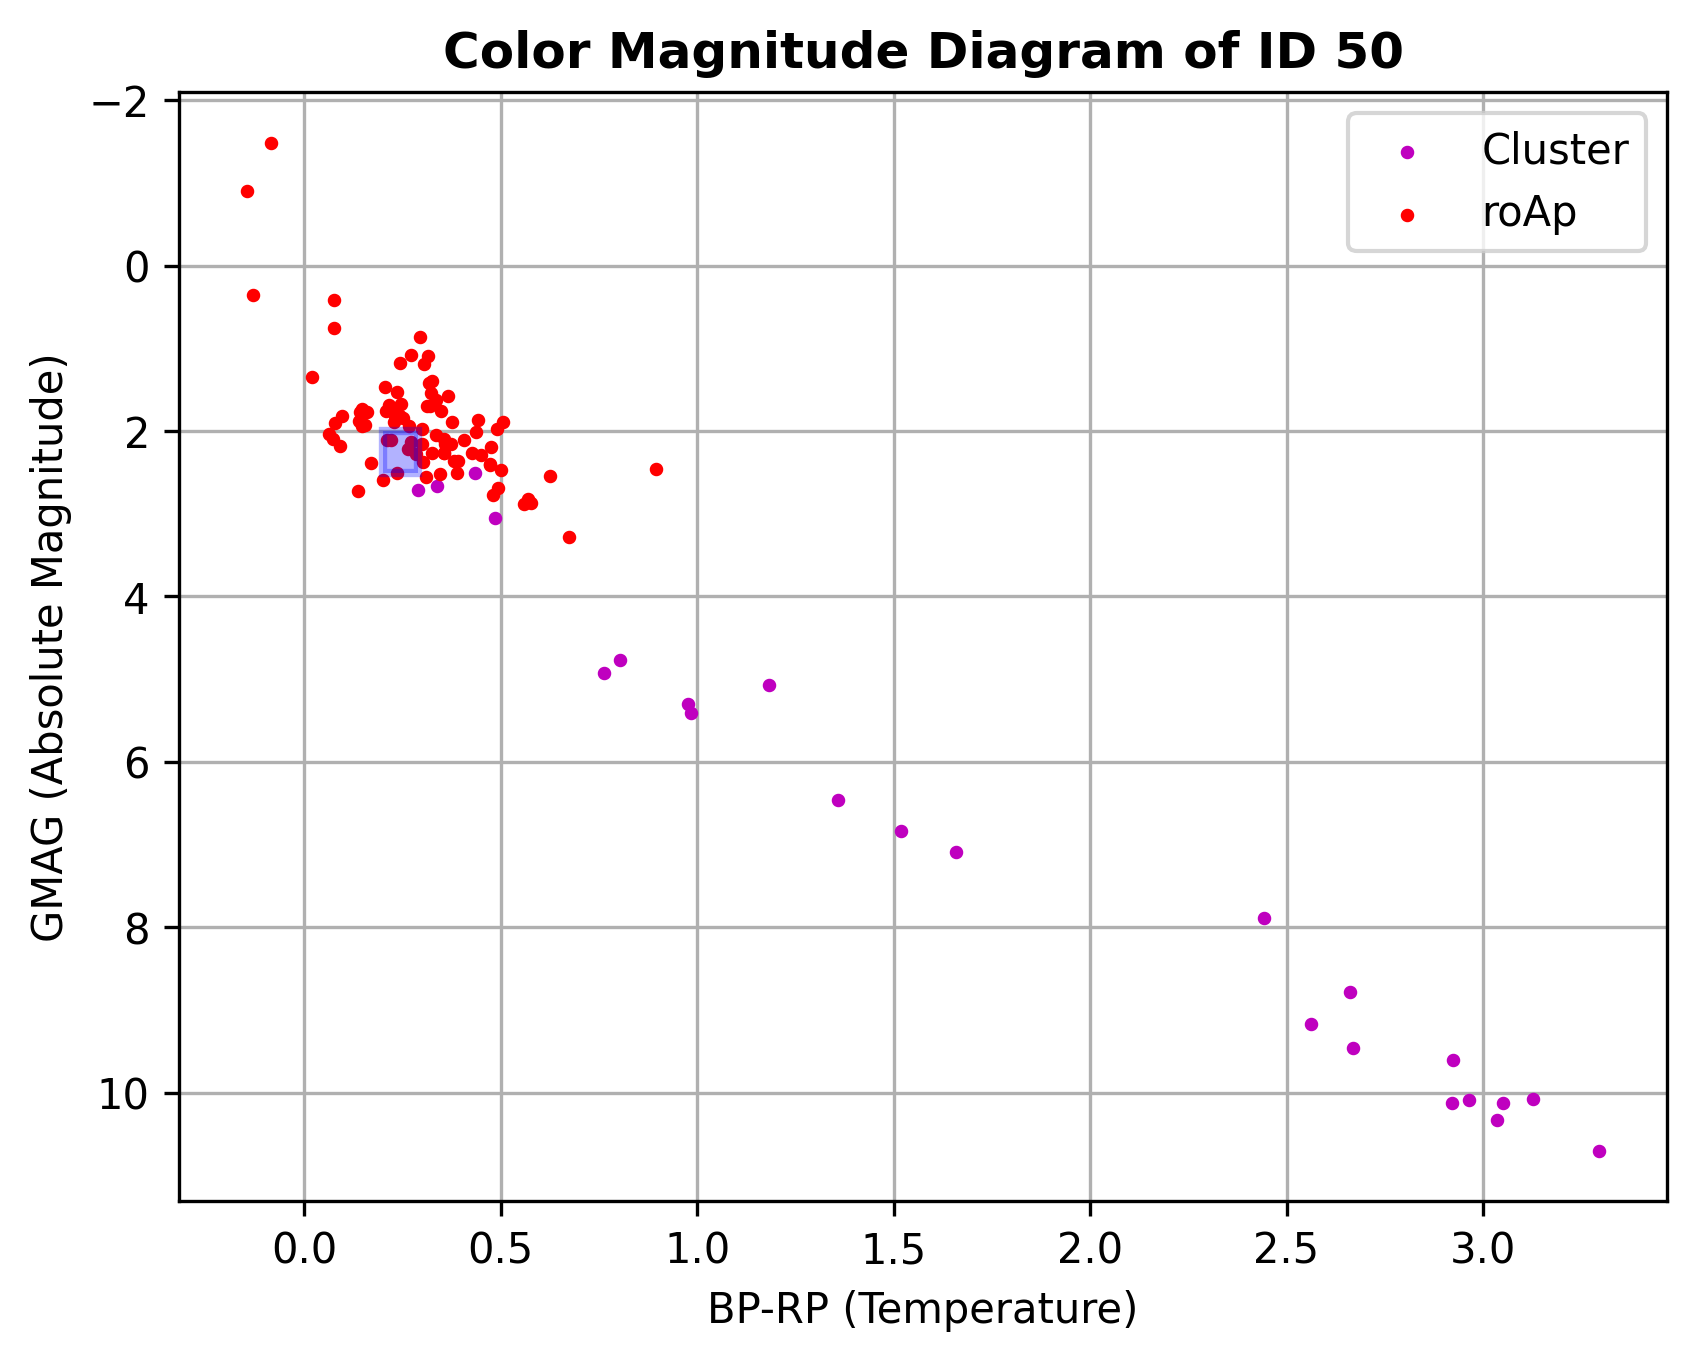 Color Magnitude Diagram of ID 50
Cluster
roAp
GMAG (Absolute Magnitude)
−2
0
2
4
6
8
10
0.0 0.5 1.0 1.5 2.0 2.5 3.0
BP-RP (Temperature)